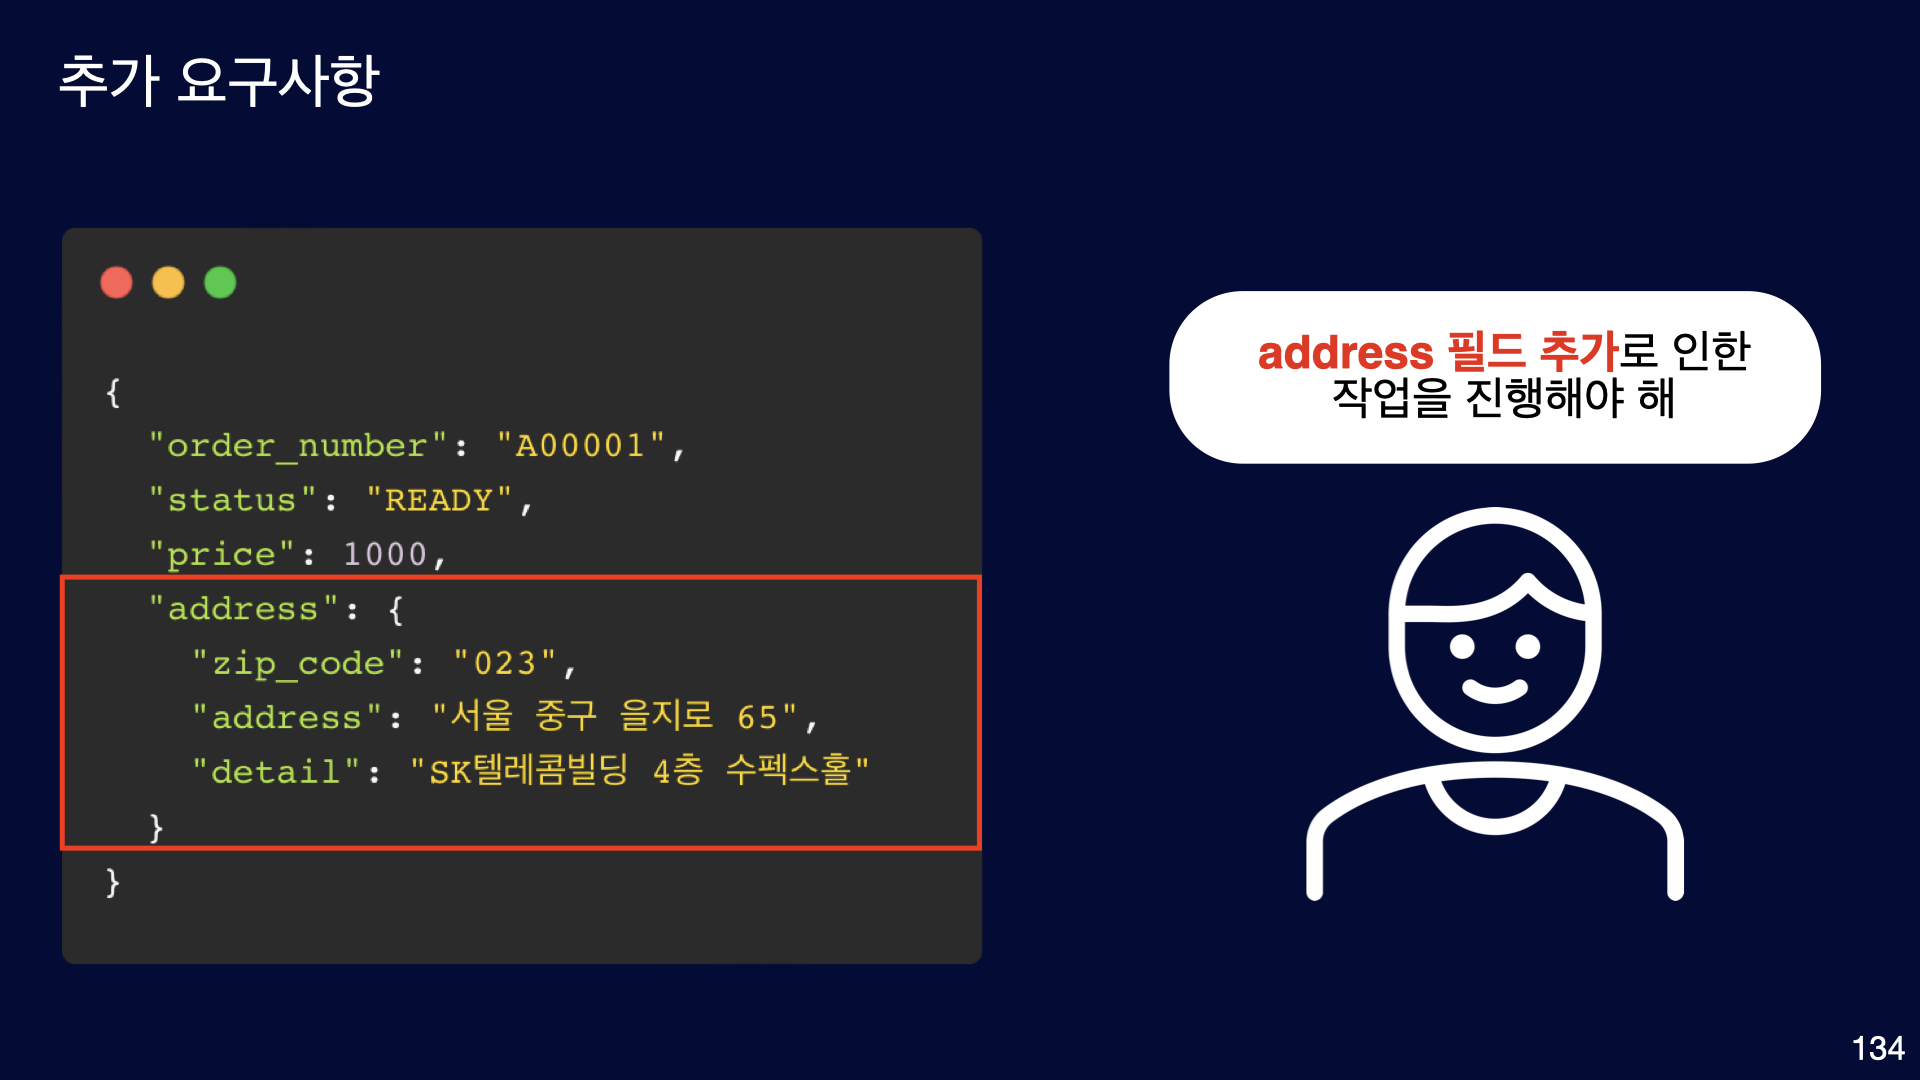 추가 요구사항
{
"order_number": "A00001",
"status": "READY",
"price": 1000,
"address": {
"zip_code": "023",
"address": "서울 중구 을지로 65",
"detail": "SK텔레콤빌딩 4층 수펙스홀"
}
}
address 필드 추가로 인한
작업을 진행해야 해
134